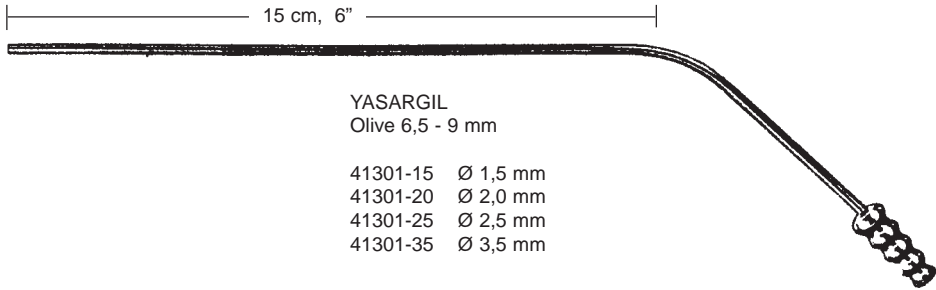 15 cm, 6”
YASARGIL
Olive 6,5 - 9 mm
41301-15 Ø 1,5 mm
41301-20 Ø 2,0 mm
41301-25 Ø 2,5 mm
41301-35 Ø 3,5 mm